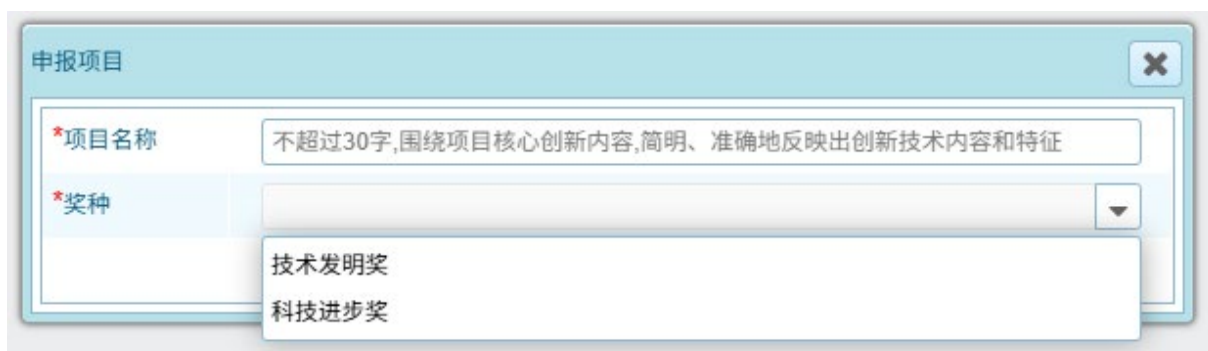 申报项目
*项目名称 不超过30字,围绕项目核心创新内容,简明、准确地反映出创新技术内容和特征
*奖种
技术发明奖
科技进步奖